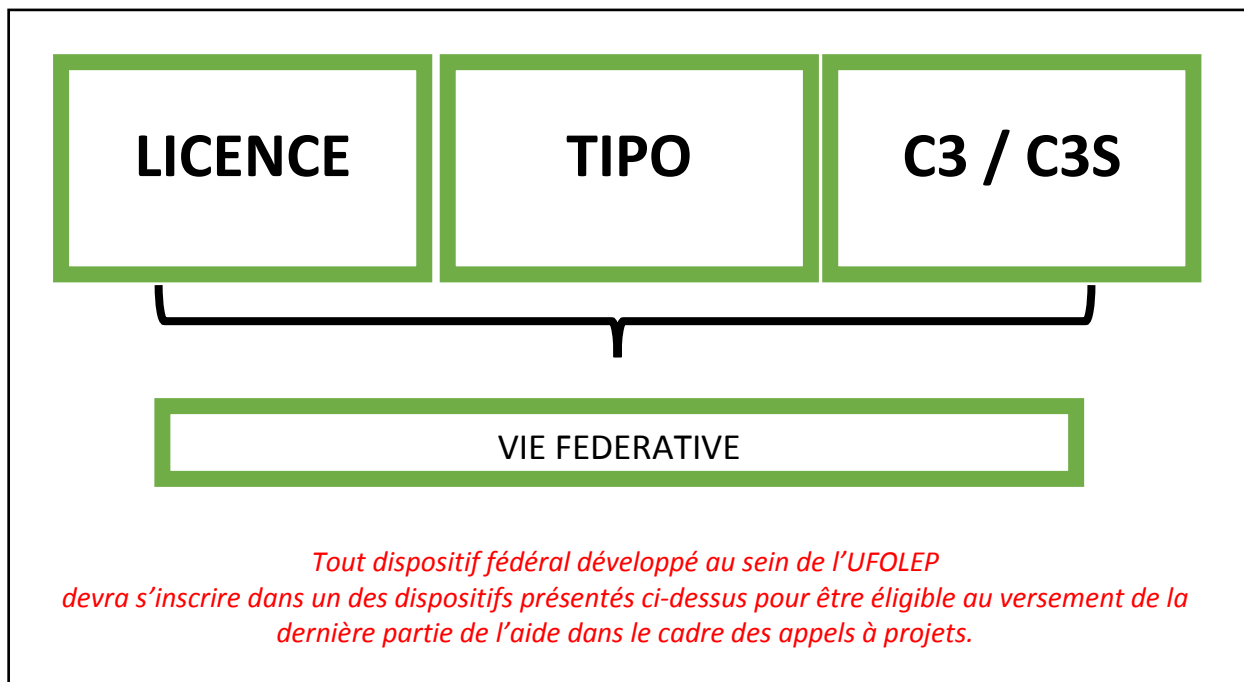 LICENCE
TIPO
C3 / C3S
VIE FEDERATIVE
Tout dispositif fédéral développé au sein de l’UFOLEP
devra s’inscrire dans un des dispositifs présentés ci-dessus pour être éligible au versement de la
dernière partie de l’aide dans le cadre des appels à projets.